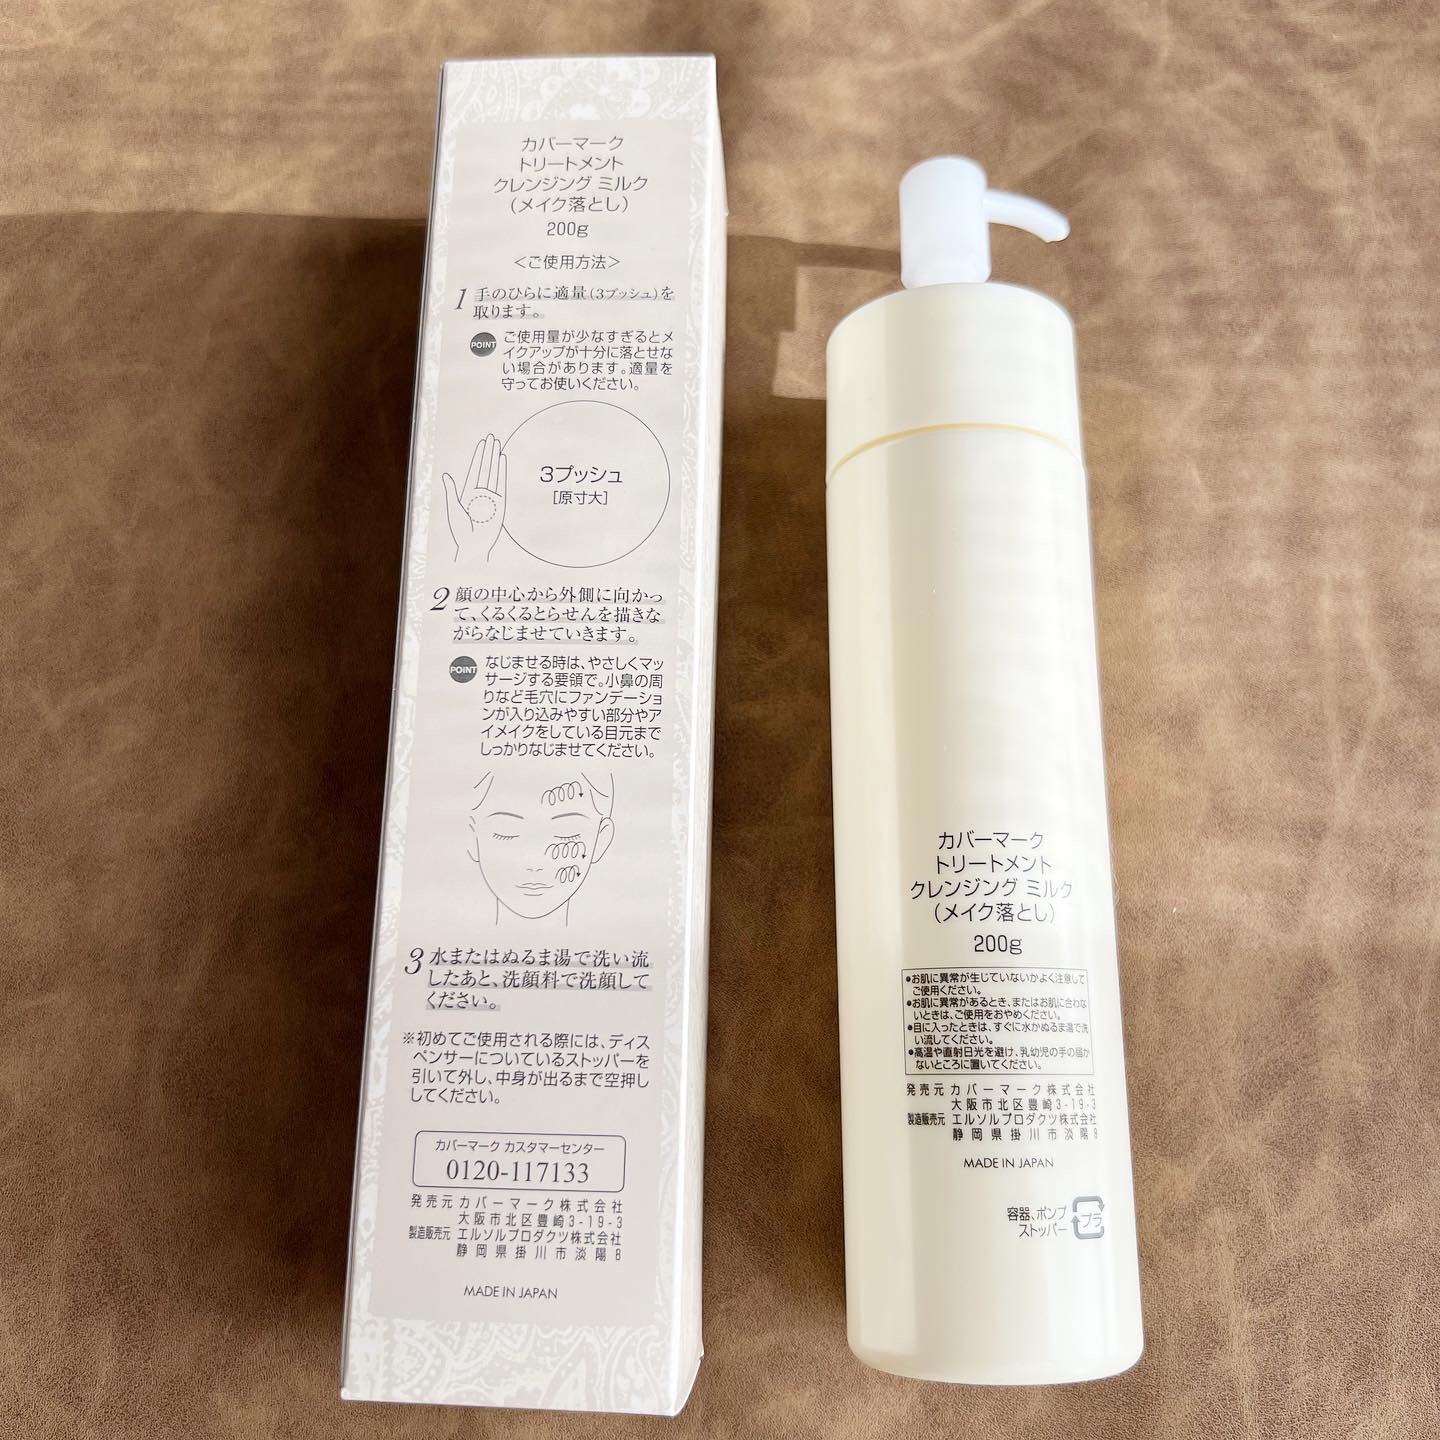 カバーマーク
トリートメント
クレンジング ミルク
(メイク落とし)
200g
<ご使用方法>
1 手のひらに適量(3プッシュ)を
取ります。
POINT ご使用量が少なすぎるとメ
イクアップが十分に落とせな
い場合があります。適量を
守ってお使いください。
3プッシュ
[原寸大]
2 顔の中心から外側に向かっ
て、くるくるとらせんを描きな
がらなじませていきます。
POINT なじませる時は、やさしくマッ
サージする要領で。小鼻の周
りなど毛穴にファンデーショ
ンが入り込みやすい部分やア
イメイクをしている目元まで
しっかりなじませてください。
3 水またはぬるま湯で洗い流
したあと、洗顔料で洗顔して
ください。
※初めてご使用される際には、ディス
ペンサーについているストッパーを
引いて外し、中身が出るまで空押し
してください。
カバーマーク カスタマーセンター
0120-117133
発売元 カバーマーク株式会社
大阪市北区豊崎3-19-3
製造販売元 エルソルプロダクツ株式会社
静岡県掛川市淡陽8
MADE IN JAPAN
カバーマーク
トリートメント
クレンジング ミルク
(メイク落とし)
200g
●お肌に異常が生じていないかよく注意して
ご使用ください。
●お肌に異常があるとき、またはお肌に合わな
いときは、ご使用をおやめください。
●目に入ったときは、すぐに水かぬるま湯で洗
い流してください。
●高温や直射日光を避け、乳幼児の手の届か
ないところに置いてください。
発売元 カバーマーク株式会社
大阪市北区豊崎3-19-3
製造販売元 エルソルプロダクツ株式会社
静岡県掛川市淡陽8
MADE IN JAPAN
容器、ポンプ
ストッパー
プラ